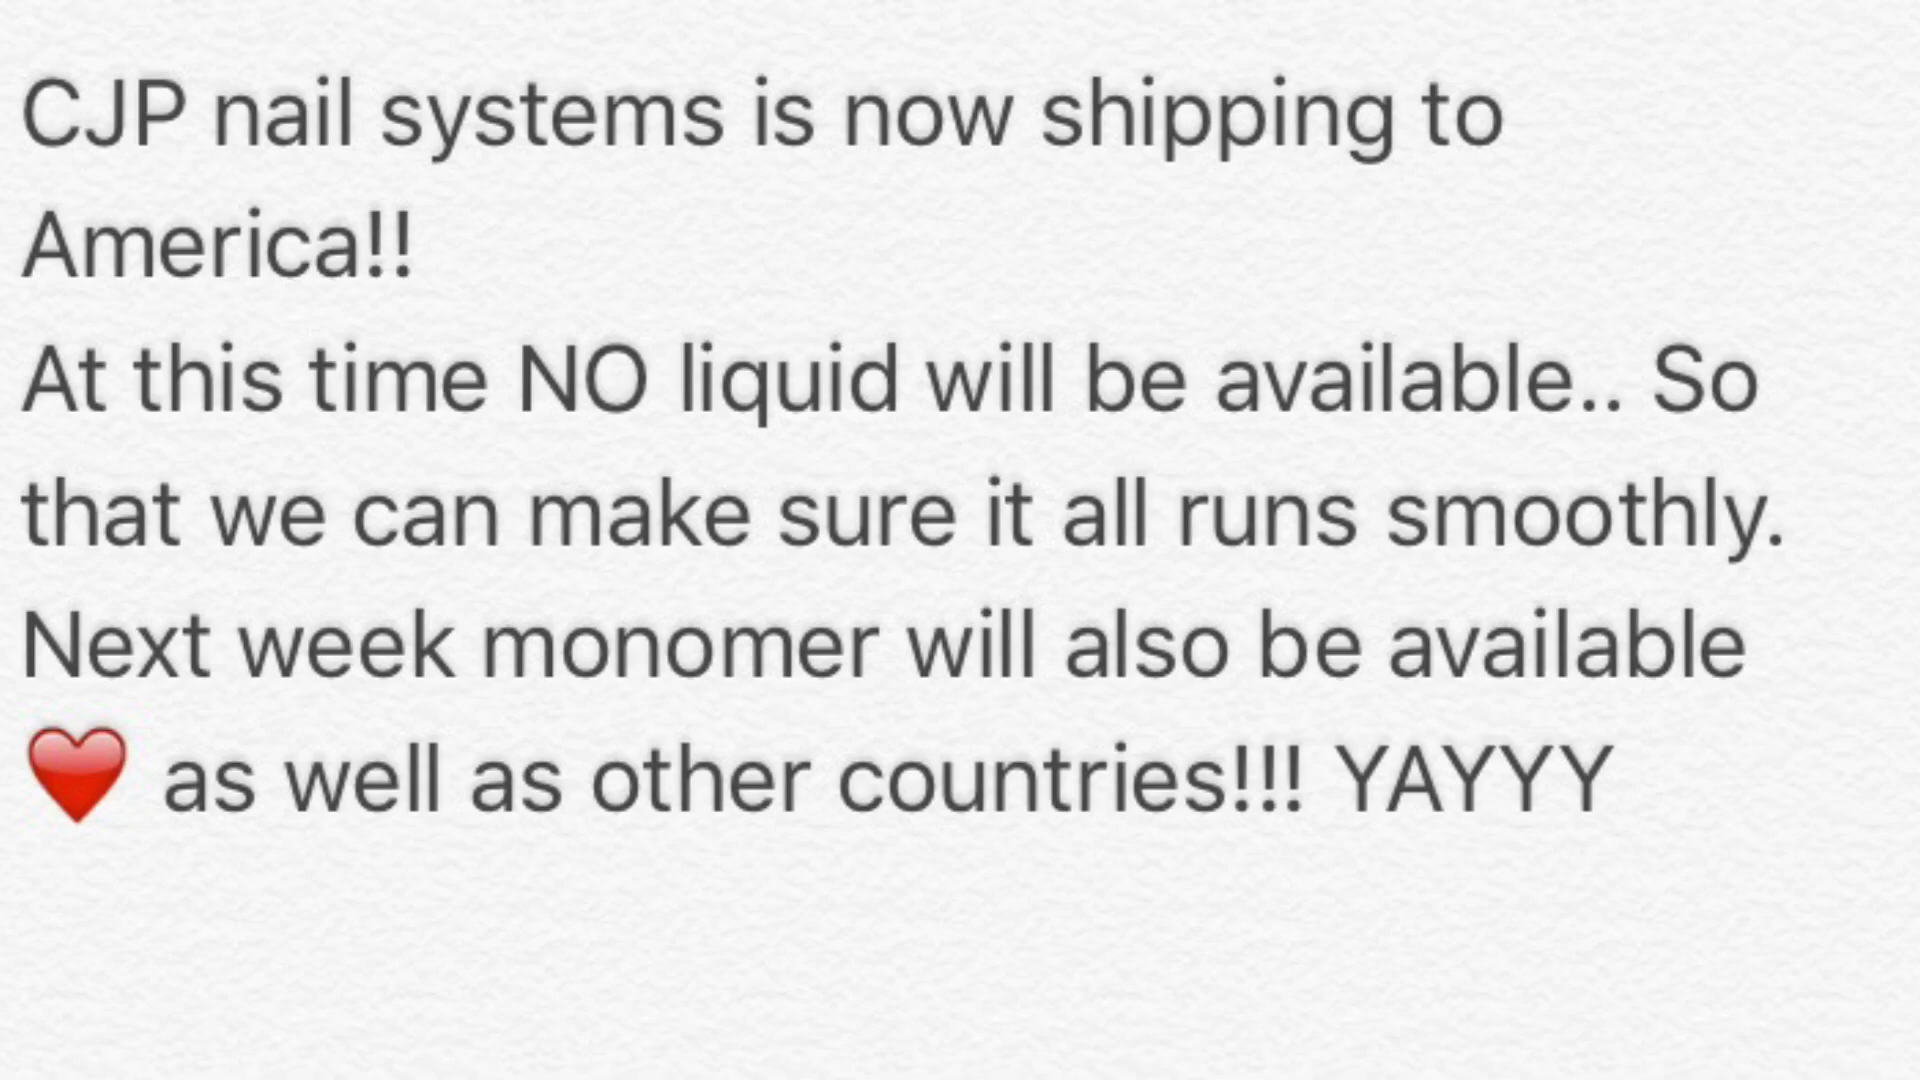 CJP nail systems is now shipping to
America!!
At this time NO liquid will be available.. So
that we can make sure it all runs smoothly.
Next week monomer will also be available
❤️ as well as other countries!!! YAYYY